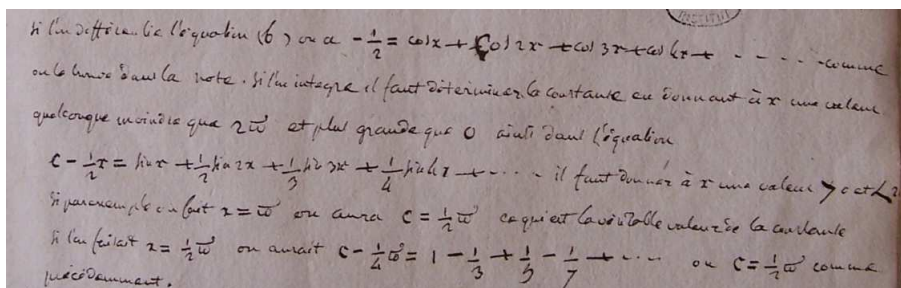 INSTITUT
Si l'on différentie l'équation (b) on a - 1/2 = cos x + cos 2x + cos 3x + cos 4x + - - - - - comme
on le trouve dans la note. Si l'on integre il faut déterminer la constante en donnant à x une valeur
quelconque moindre que 2ϖ et plus grande que 0 ainsi dans l'équation
C - 1/2 x = sin x + 1/2 sin 2x + 1/3 sin 3x + 1/4 sin 4x + - - - - il faut donner à x une valeur > 0 et < 2
Si par exemple on fait x = ϖ on aura C = 1/2 ϖ ce qui est la véritable valeur de la constante
Si l'on faisait x = 1/2 ϖ on aurait C - 1/4 ϖ = 1 - 1/3 + 1/5 - 1/7 + - - - ou C = 1/2 ϖ comme
précédemment.